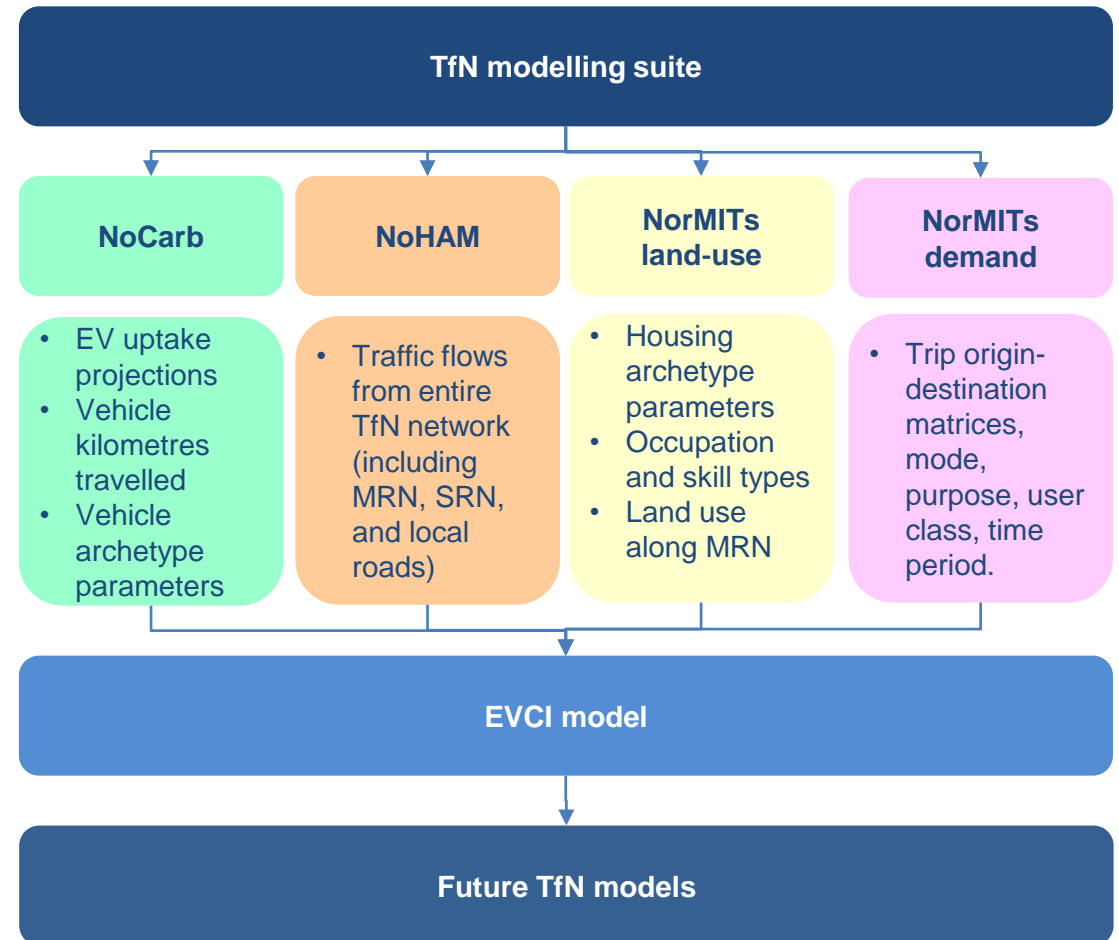 TfN modelling suite
NoCarb
NoHAM
NorMITs
land-use
NorMITs
demand
• EV uptake
projections
• Vehicle
kilometres
travelled
• Vehicle
archetype
parameters
• Traffic flows
from entire
TfN network
(including
MRN, SRN,
and local
roads)
• Housing
archetype
parameters
• Occupation
and skill types
• Land use
along MRN
• Trip origin-
destination
matrices,
mode,
purpose, user
class, time
period.
EVCI model
Future TfN models